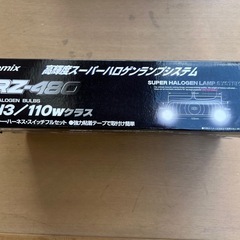 omix
高輝度スーパーハロゲンランプシステム
RZ-480
SUPER HALOGEN LAMP SYSTEM
HALOGEN BULBS
H3／110wクラス
ー・ハーネス・スイッチフルセット ●強力粘着テープで取付け簡単